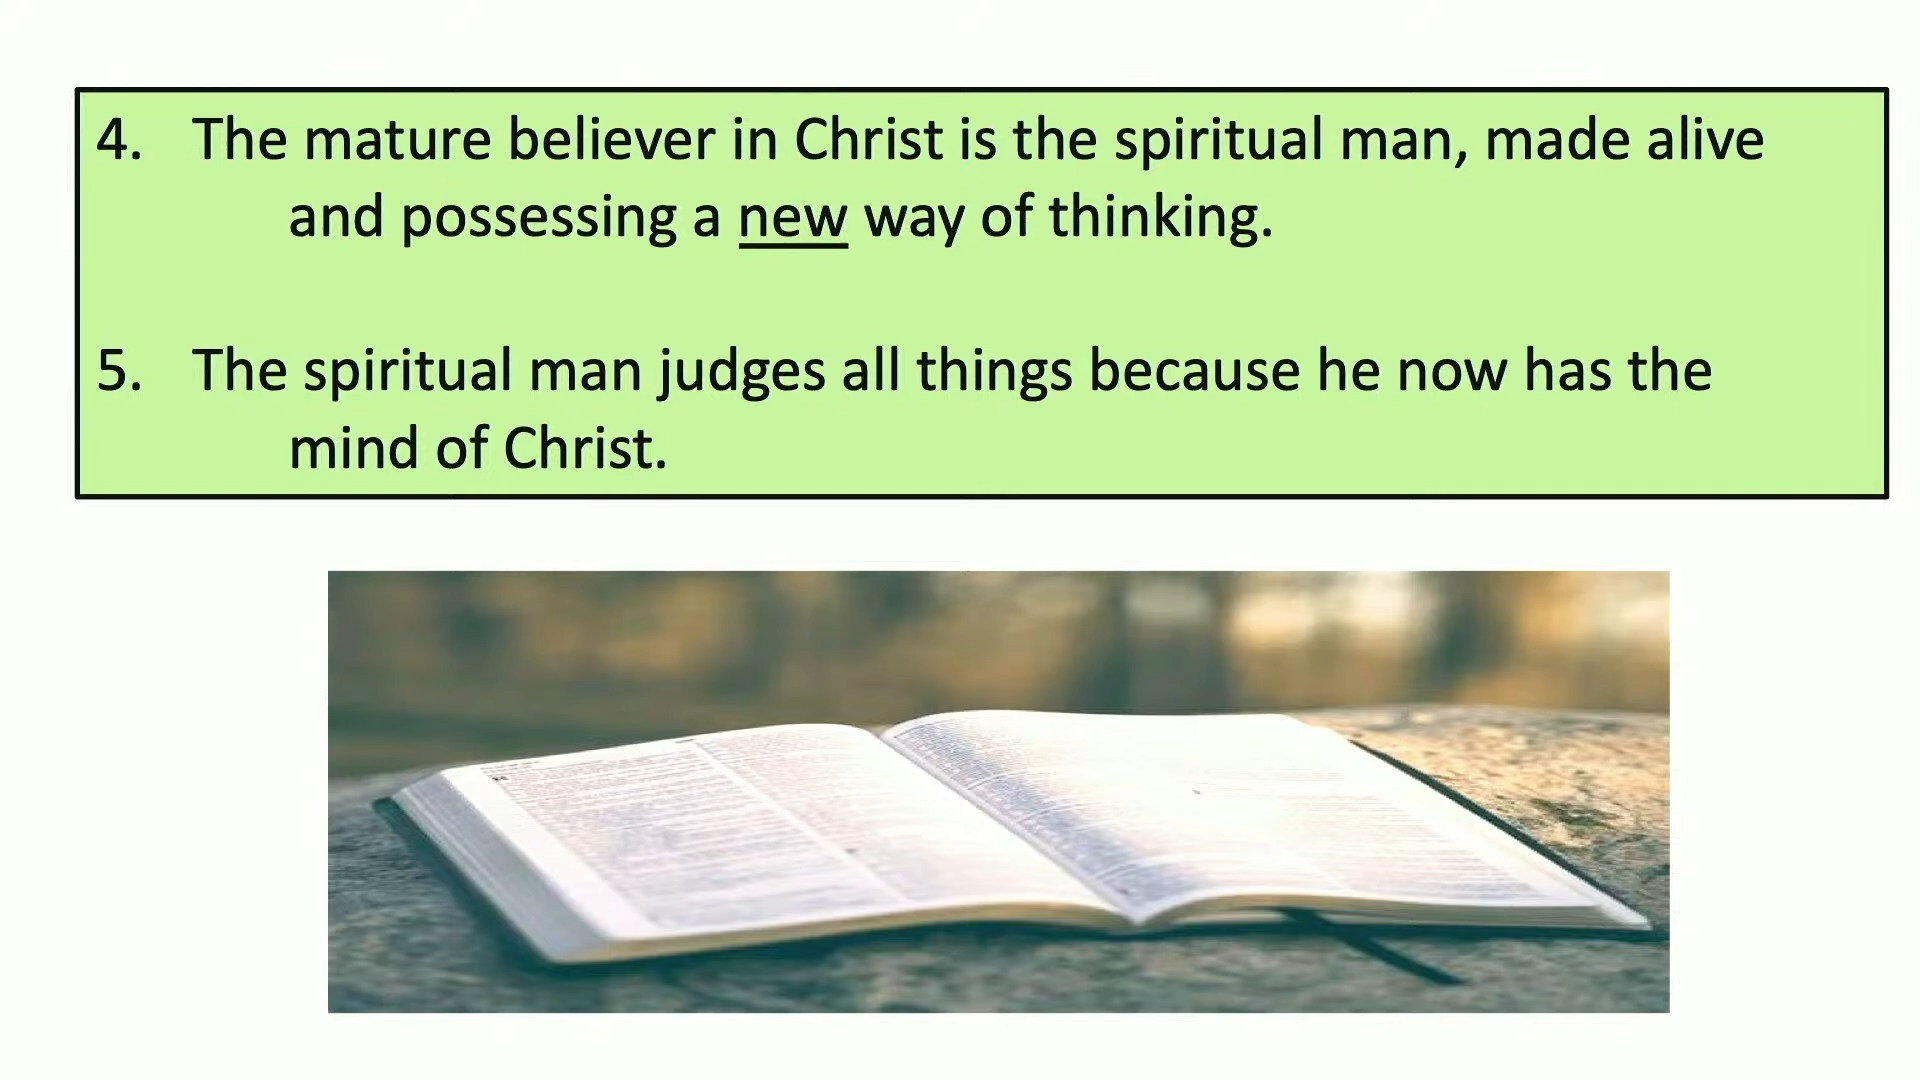 4. The mature believer in Christ is the spiritual man, made alive
and possessing a new way of thinking.
5. The spiritual man judges all things because he now has the
mind of Christ.